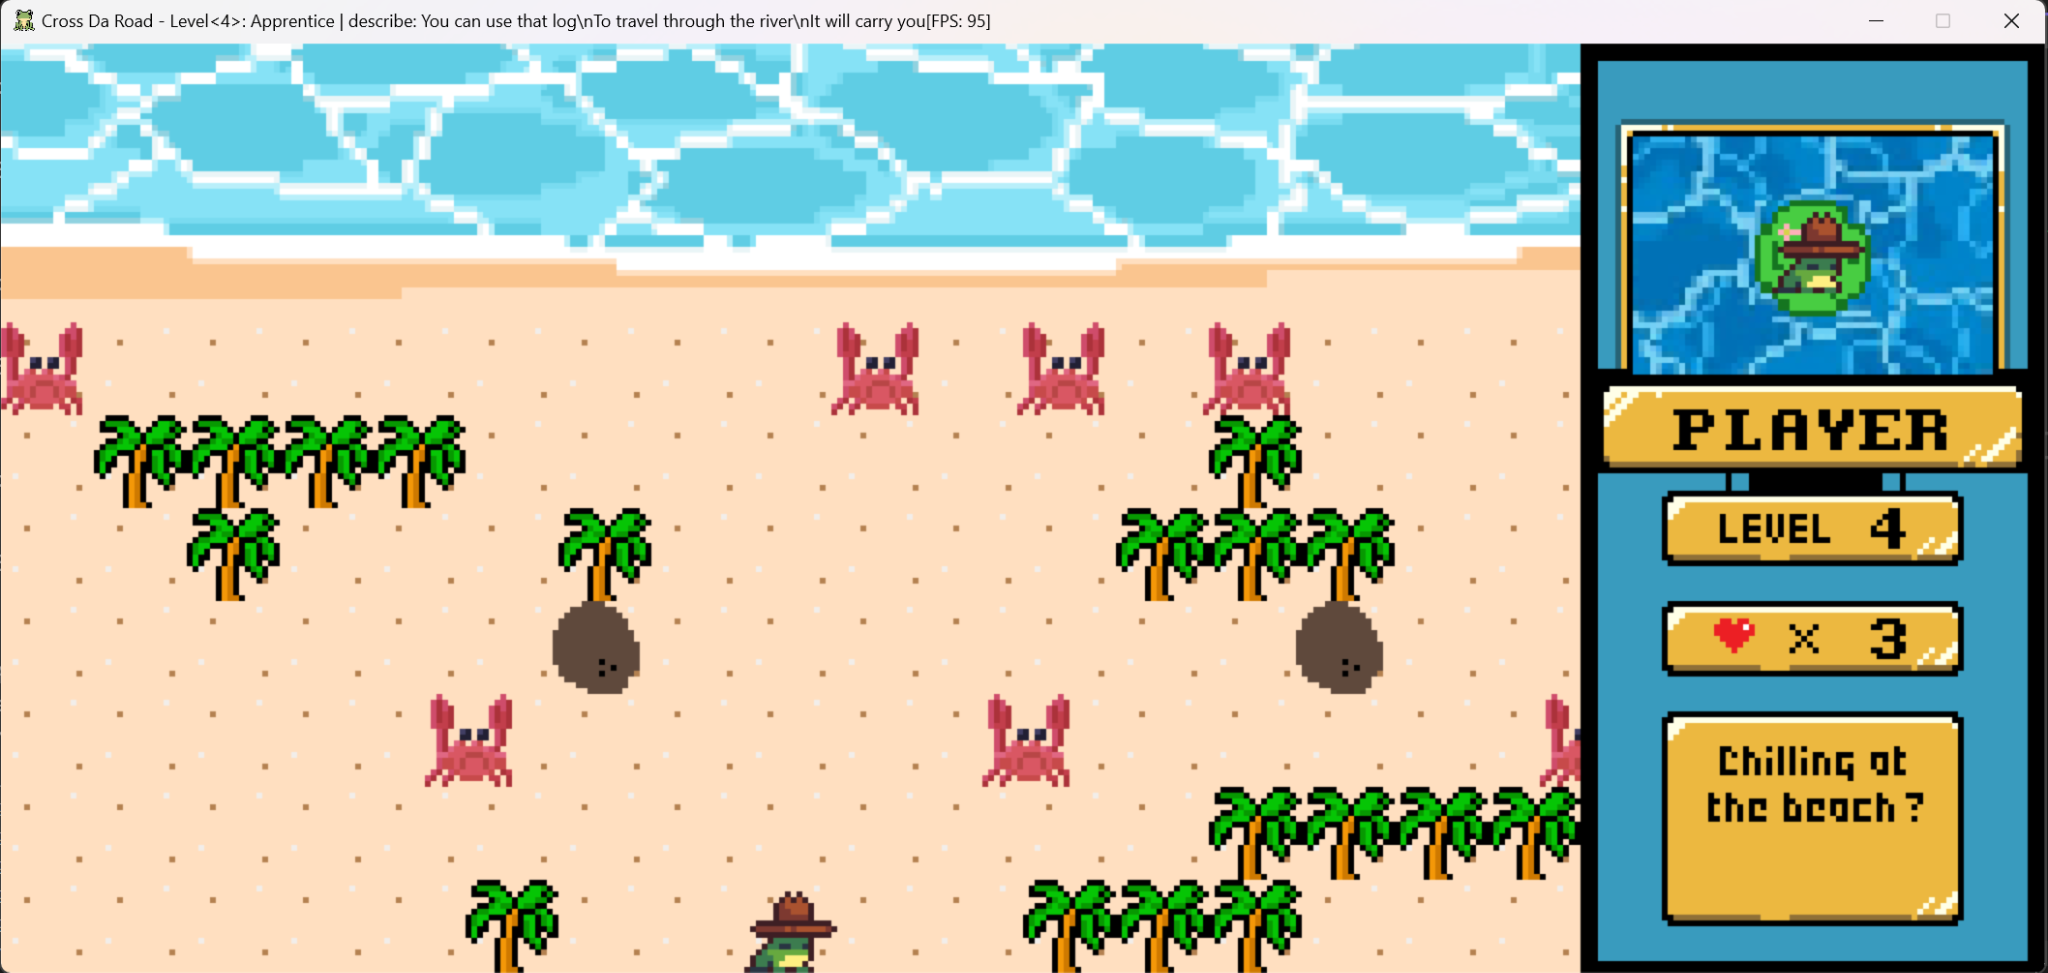 Cross Da Road - Level<4>: Apprentice | describe: You can use that log\nTo travel through the river\nIt will carry you[FPS: 95]
PLAYER
LEVEL 4
× 3
Chilling at
the beach ?